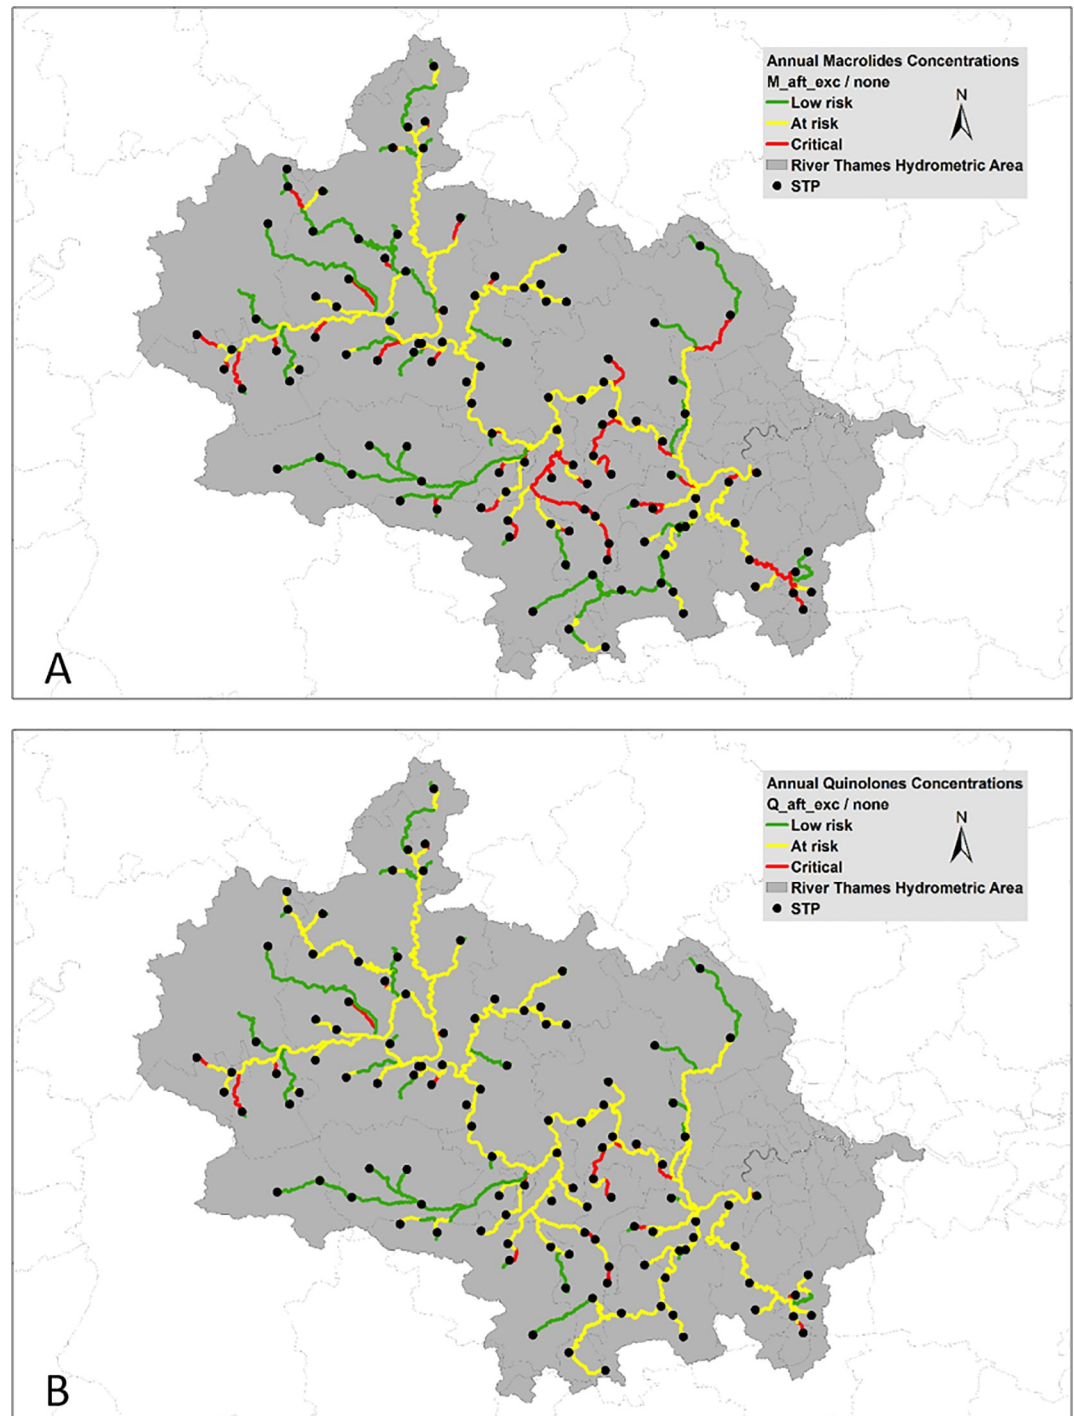 Annual Macrolides Concentrations
M_aft_exc / none
Low risk
At risk
Critical
River Thames Hydrometric Area
STP
N
A
Annual Quinolones Concentrations
Q_aft_exc / none
Low risk
At risk
Critical
River Thames Hydrometric Area
STP
N
B